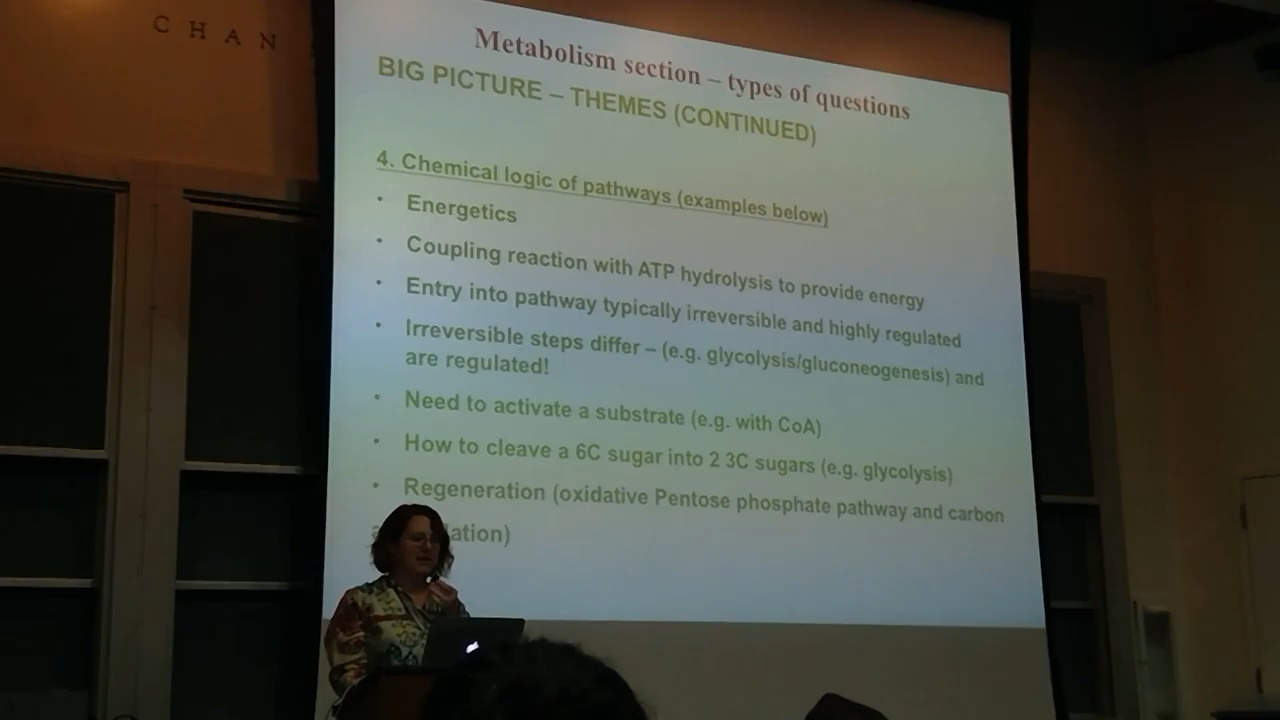 CHAN
Metabolism section – types of questions
BIG PICTURE – THEMES (CONTINUED)
4. Chemical logic of pathways (examples below)
• Energetics
• Coupling reaction with ATP hydrolysis to provide energy
• Entry into pathway typically irreversible and highly regulated
• Irreversible steps differ – (e.g. glycolysis/gluconeogenesis) and
are regulated!
• Need to activate a substrate (e.g. with CoA)
• How to cleave a 6C sugar into 2 3C sugars (e.g. glycolysis)
• Regeneration (oxidative Pentose phosphate pathway and carbon